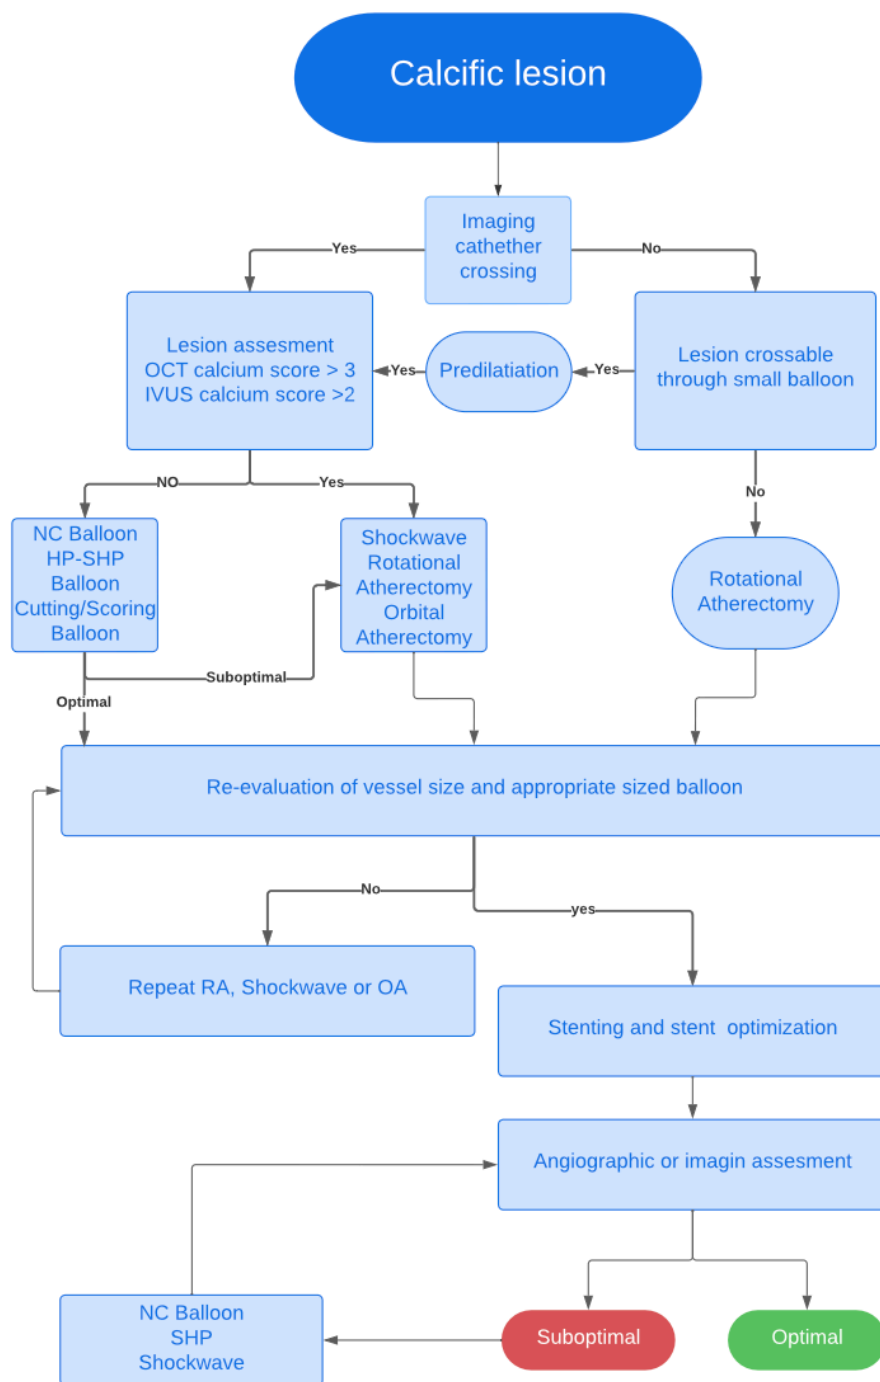 Calcific lesion
Imaging
cathether
crossing
Yes
No
Lesion assesment
OCT calcium score > 3
IVUS calcium score >2
Yes
Predilatiation
Yes
Lesion crossable
through small balloon
NO
Yes
No
NC Balloon
HP-SHP
Balloon
Cutting/Scoring
Balloon
Shockwave
Rotational
Atherectomy
Orbital
Atherectomy
Rotational
Atherectomy
Suboptimal
Optimal
Re-evaluation of vessel size and appropriate sized balloon
No
yes
Repeat RA, Shockwave or OA
Stenting and stent optimization
Angiographic or imagin assesment
NC Balloon
SHP
Shockwave
Suboptimal
Optimal